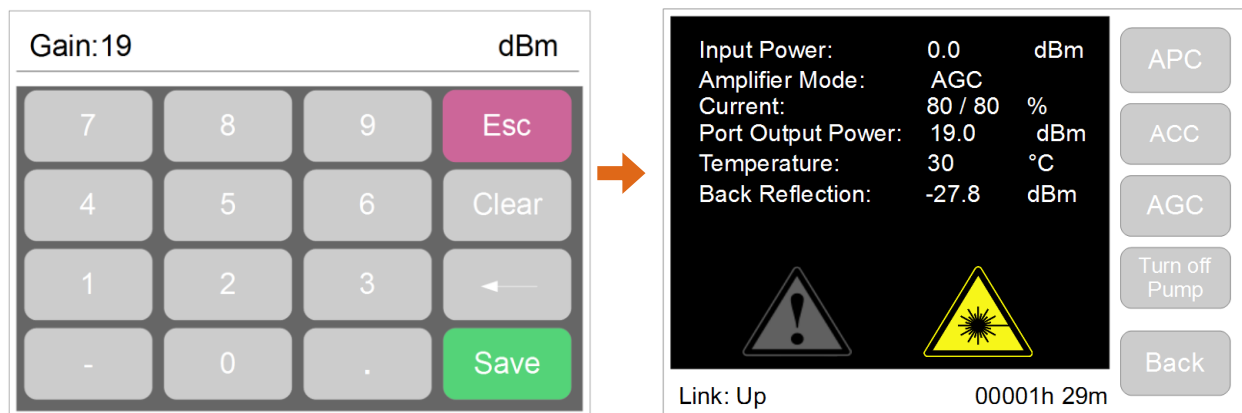 Gain:19 dBm
7 8 9 Esc
4 5 6 Clear
1 2 3
- 0 . Save
Input Power: 0.0 dBm
Amplifier Mode: AGC
Current: 80 / 80 %
Port Output Power: 19.0 dBm
Temperature: 30 °C
Back Reflection: -27.8 dBm
Link: Up 00001h 29m
APC
ACC
AGC
Turn off
Pump
Back